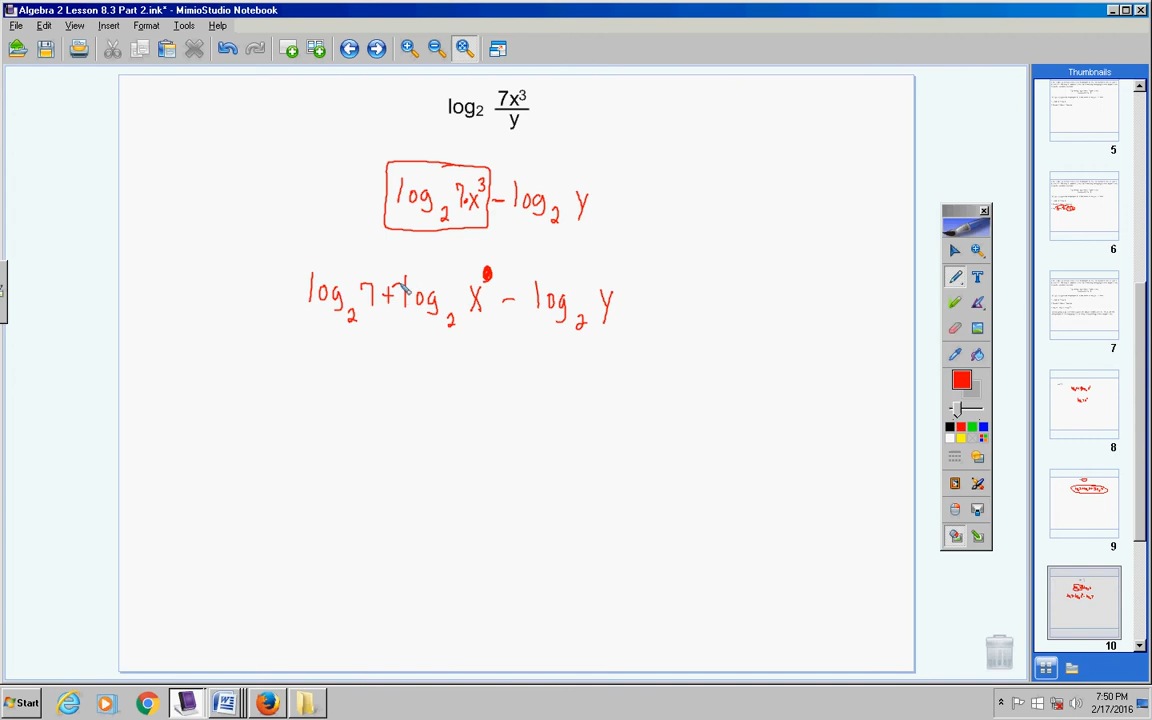 Algebra 2 Lesson 8.3 Part 2.ink* - MimioStudio Notebook
File Edit View Insert Format Tools Help
Thumbnails
log₂ 7x³/y
log₂ 7·x³ - log₂ y
log₂ 7 + log₂ x - log₂ y
5
6
7
8
9
10
Start
7:50 PM
2/17/2016